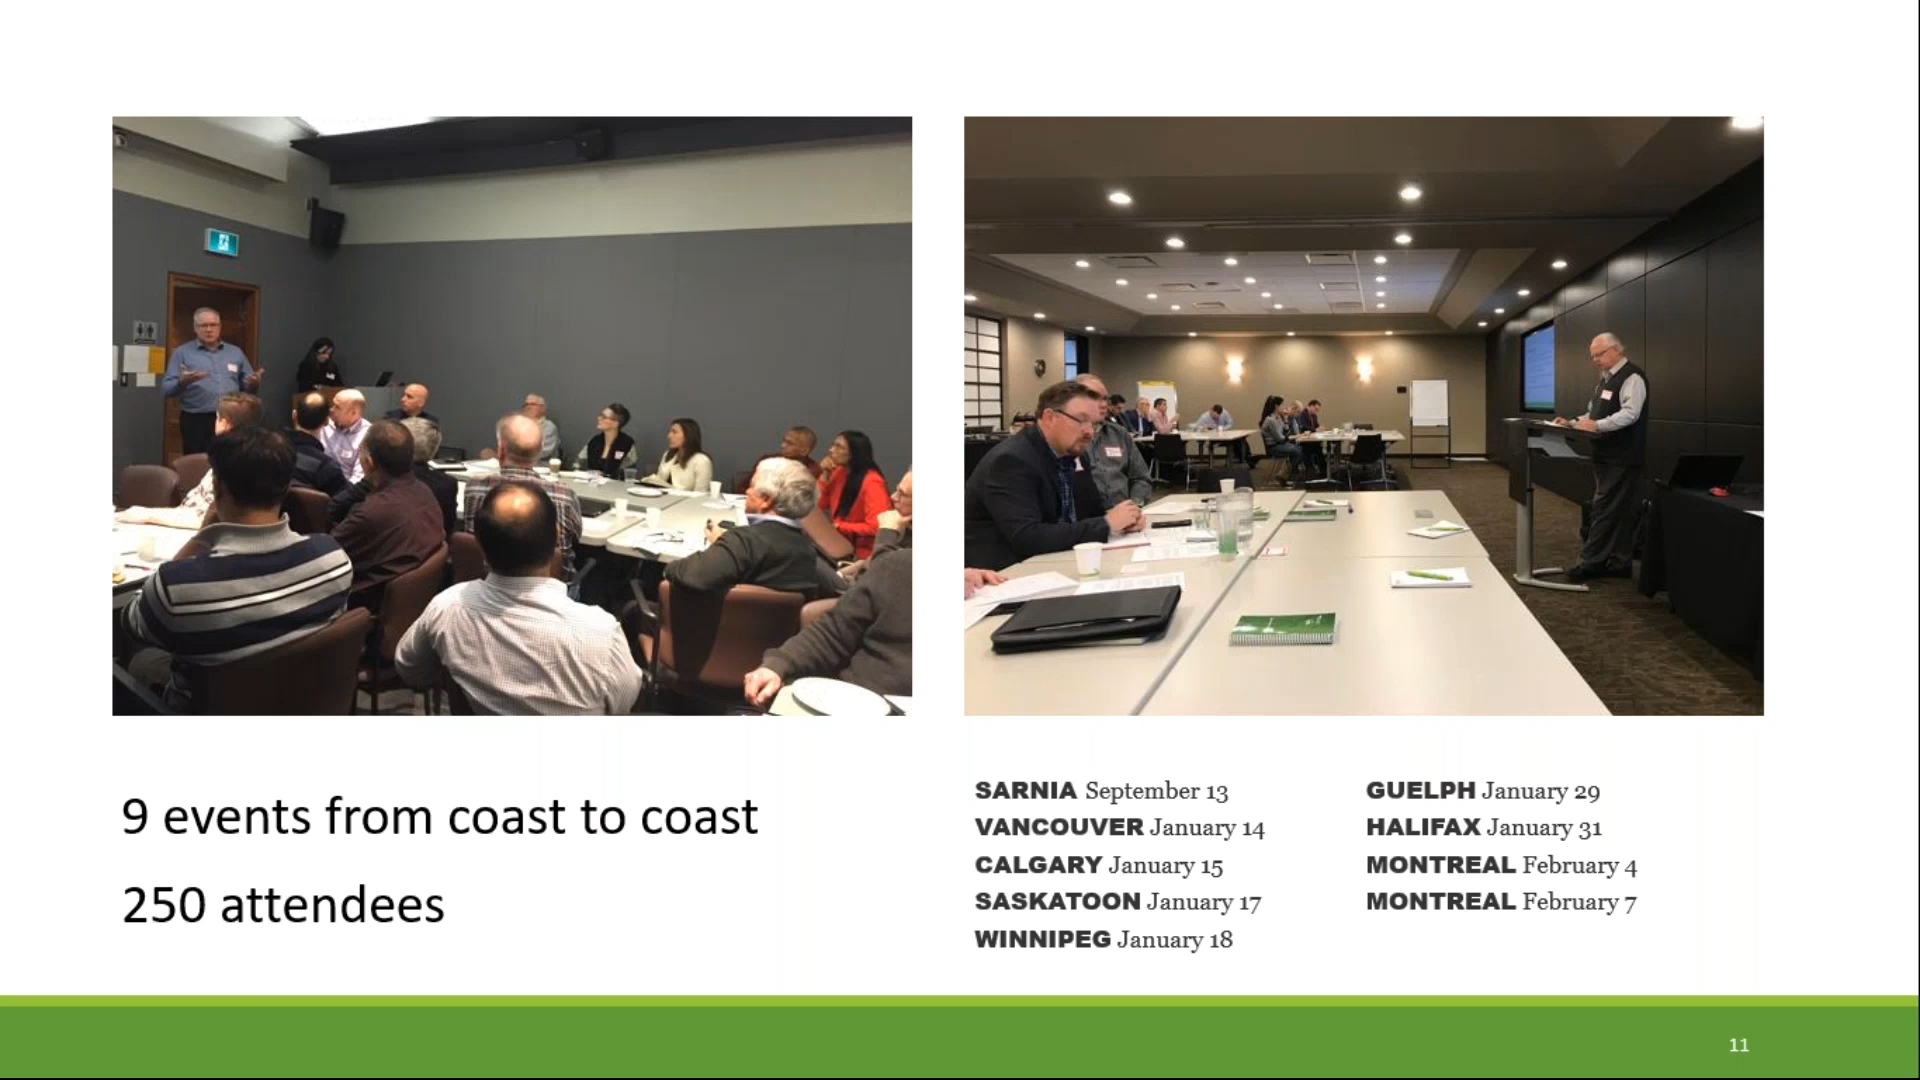 9 events from coast to coast
250 attendees
SARNIA September 13
VANCOUVER January 14
CALGARY January 15
SASKATOON January 17
WINNIPEG January 18
GUELPH January 29
HALIFAX January 31
MONTREAL February 4
MONTREAL February 7
11